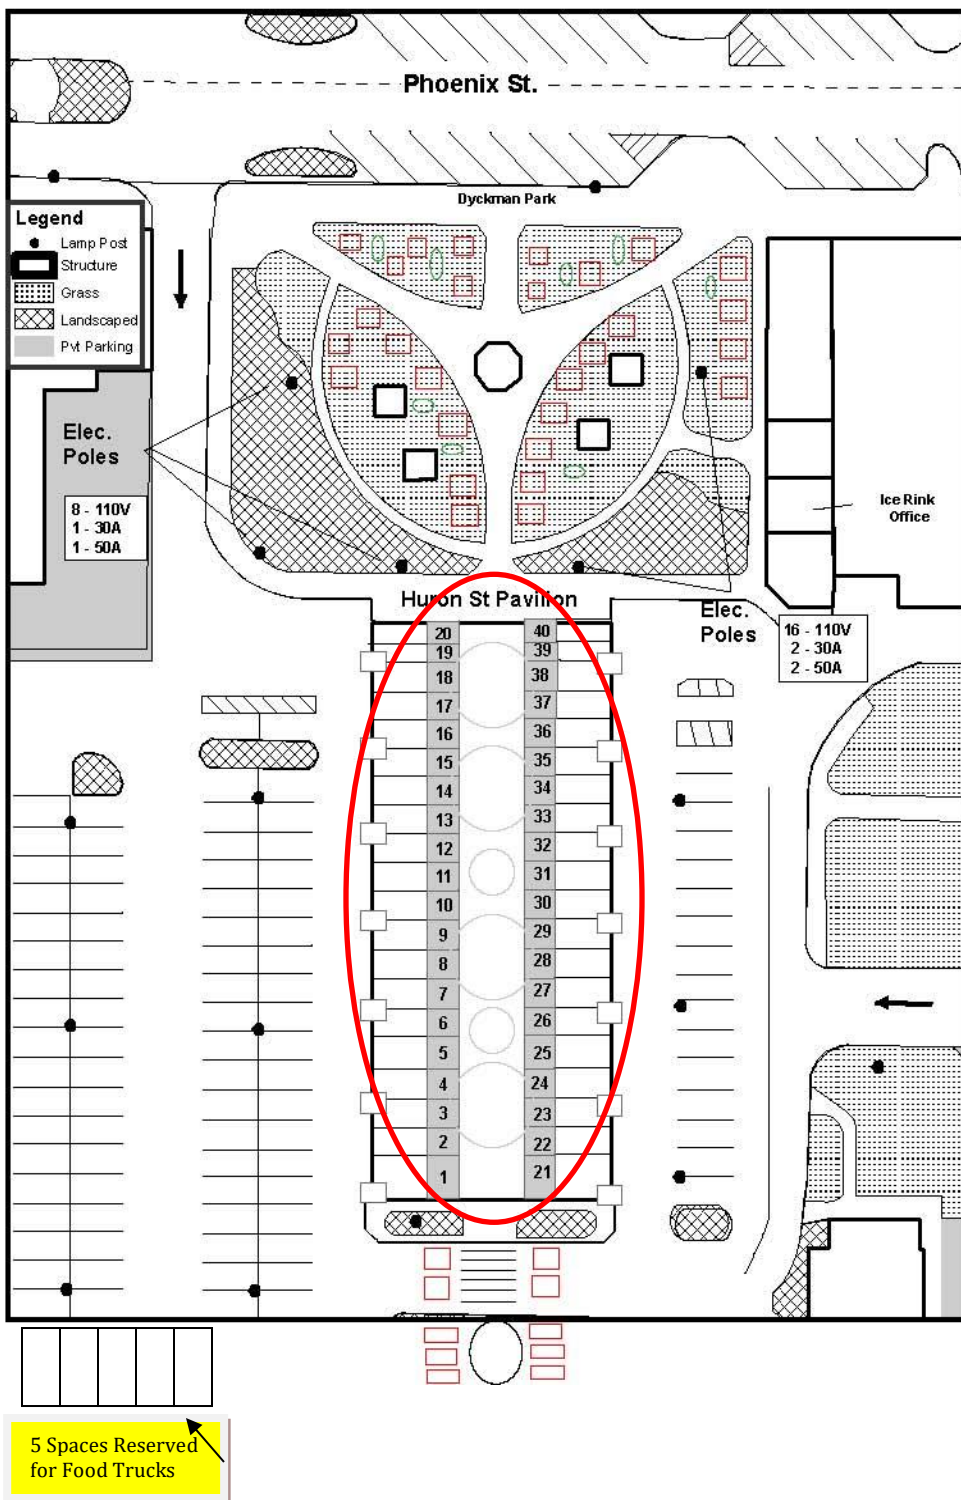 Phoenix St.
Dyckman Park
Legend
Lamp Post
Structure
Grass
Landscaped
Pvt Parking
Elec.
Poles
8 - 110V
1 - 30A
1 - 50A
Ice Rink
Office
Huron St Pavilion
Elec.
Poles
16 - 110V
2 - 30A
2 - 50A
20 40
19 39
18 38
17 37
16 36
15 35
14 34
13 33
12 32
11 31
10 30
9 29
8 28
7 27
6 26
5 25
4 24
3 23
2 22
1 21
5 Spaces Reserved
for Food Trucks